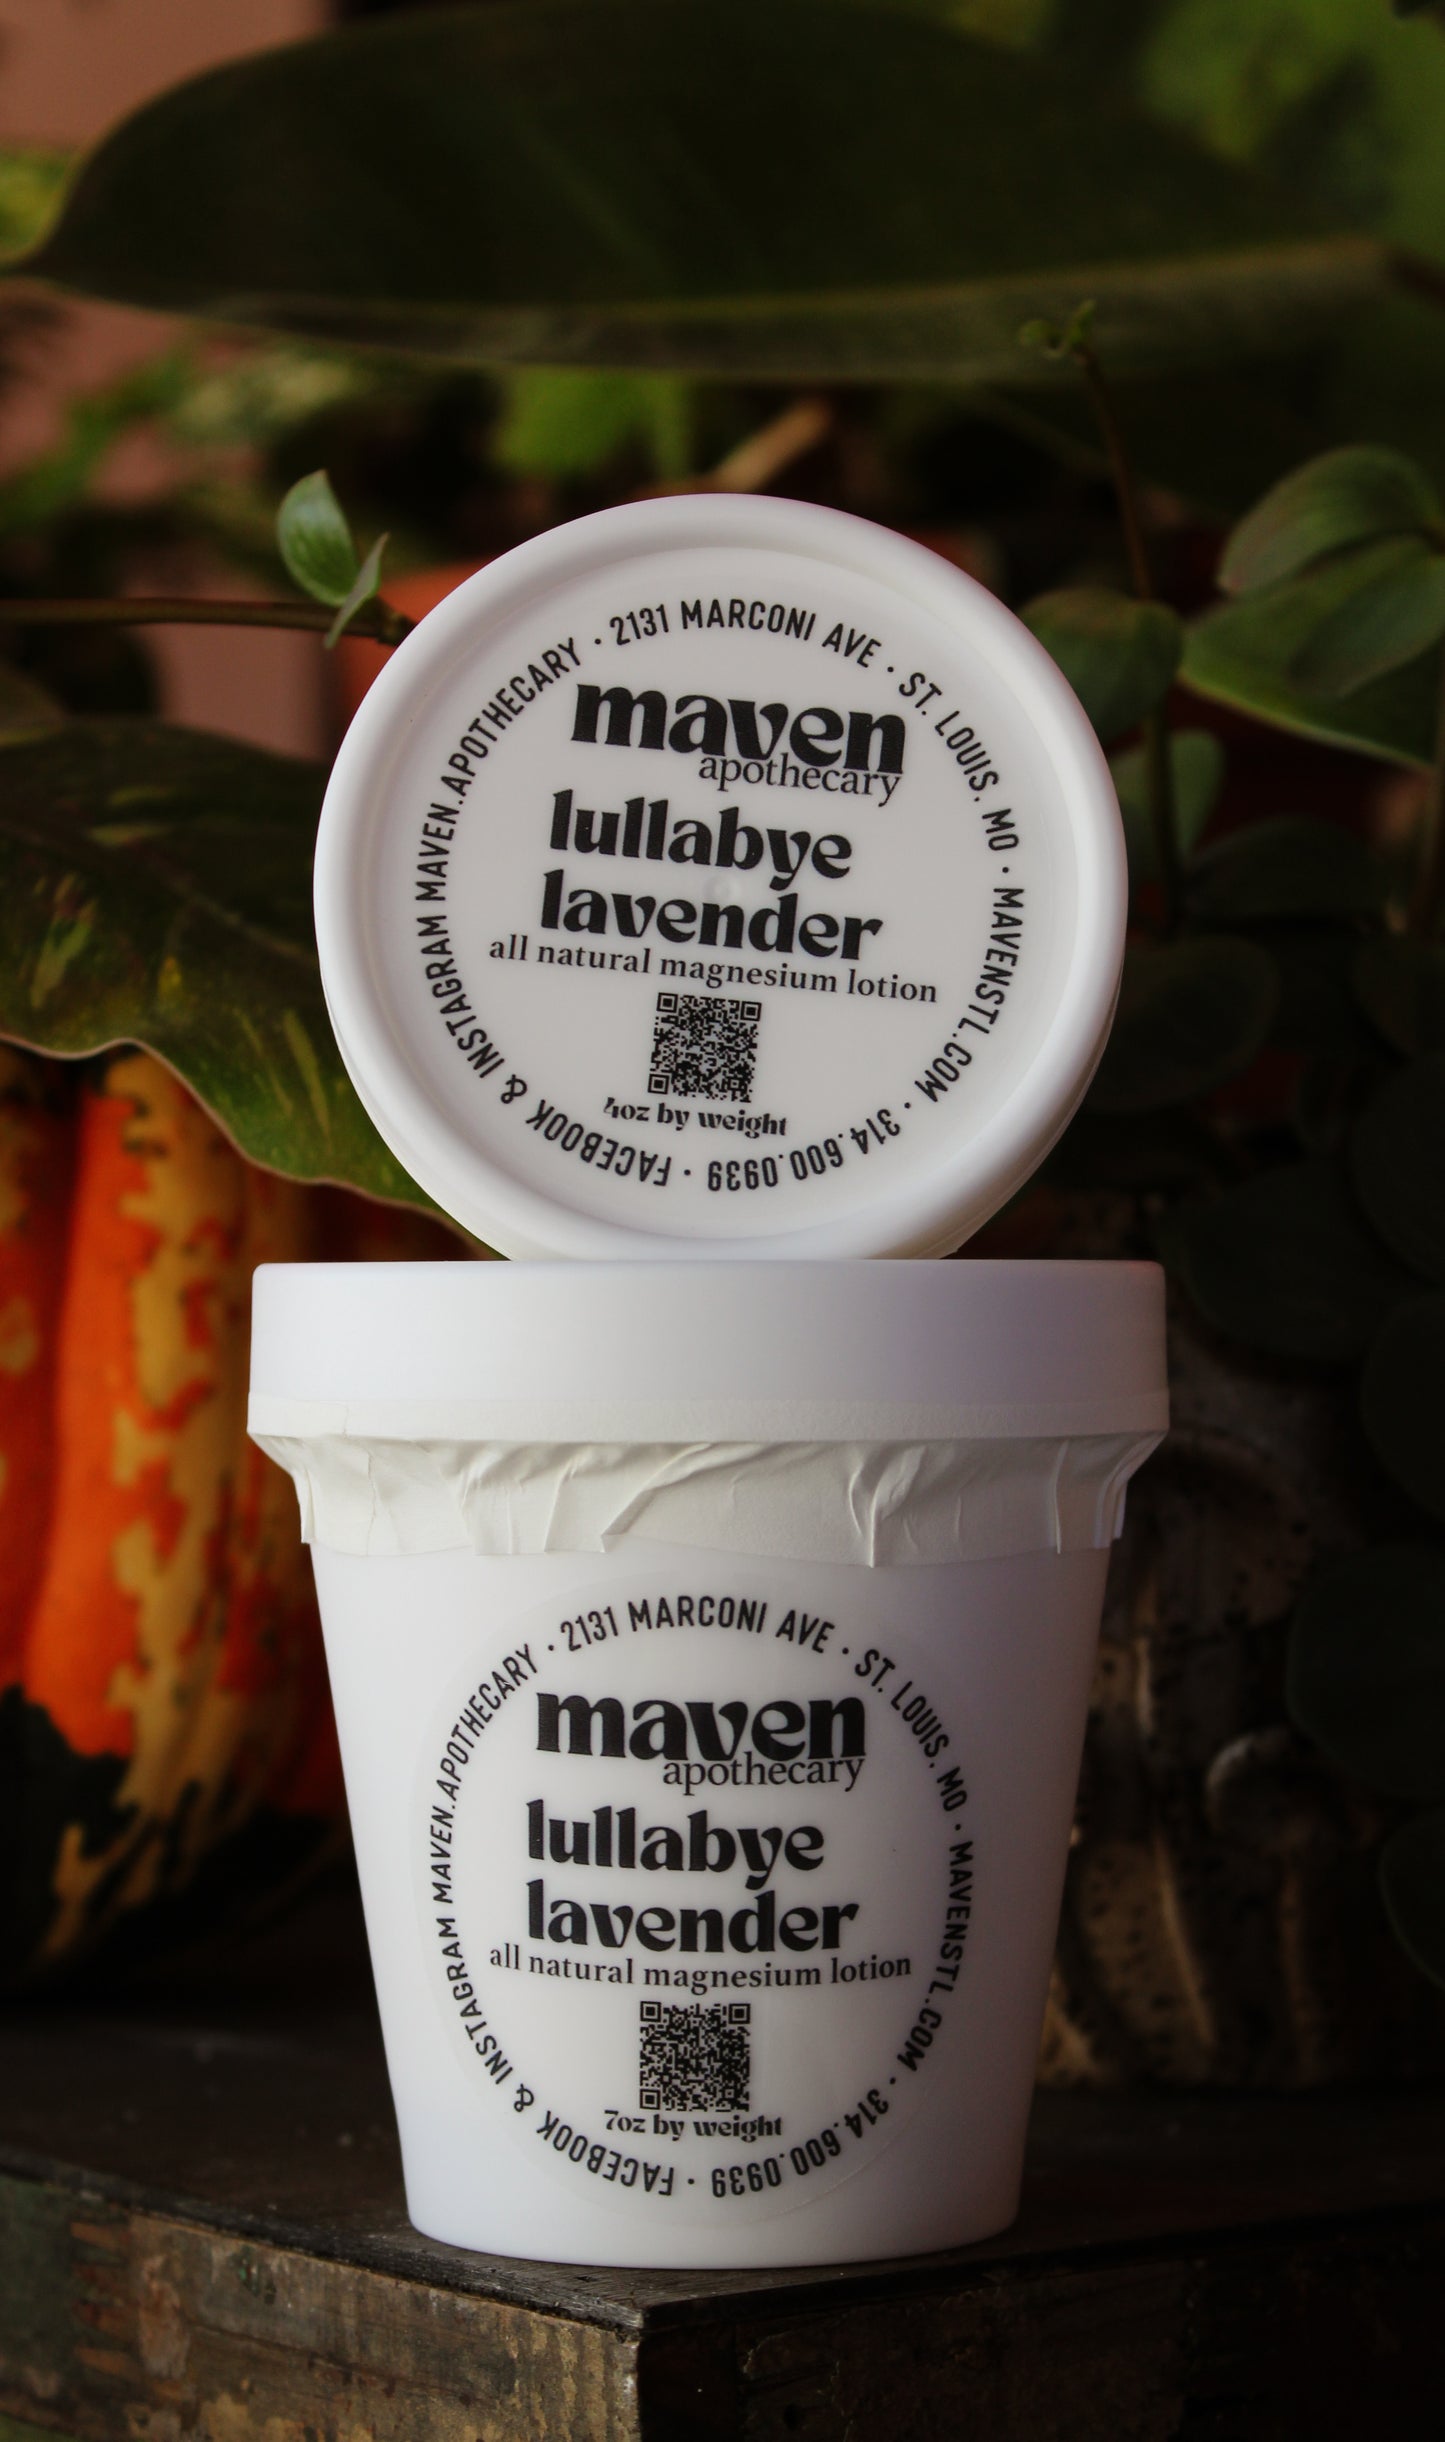 FACEBOOK & INSTAGRAM MAVEN.APOTHECARY · 2131 MARCONI AVE · ST. LOUIS, MO · MAVENSTL.COM · 314.600.0939 ·
maven
apothecary
lullabye
lavender
all natural magnesium lotion
4oz by weight
FACEBOOK & INSTAGRAM MAVEN.APOTHECARY · 2131 MARCONI AVE · ST. LOUIS, MO · MAVENSTL.COM · 314.600.0939 ·
maven
apothecary
lullabye
lavender
all natural magnesium lotion
7oz by weight